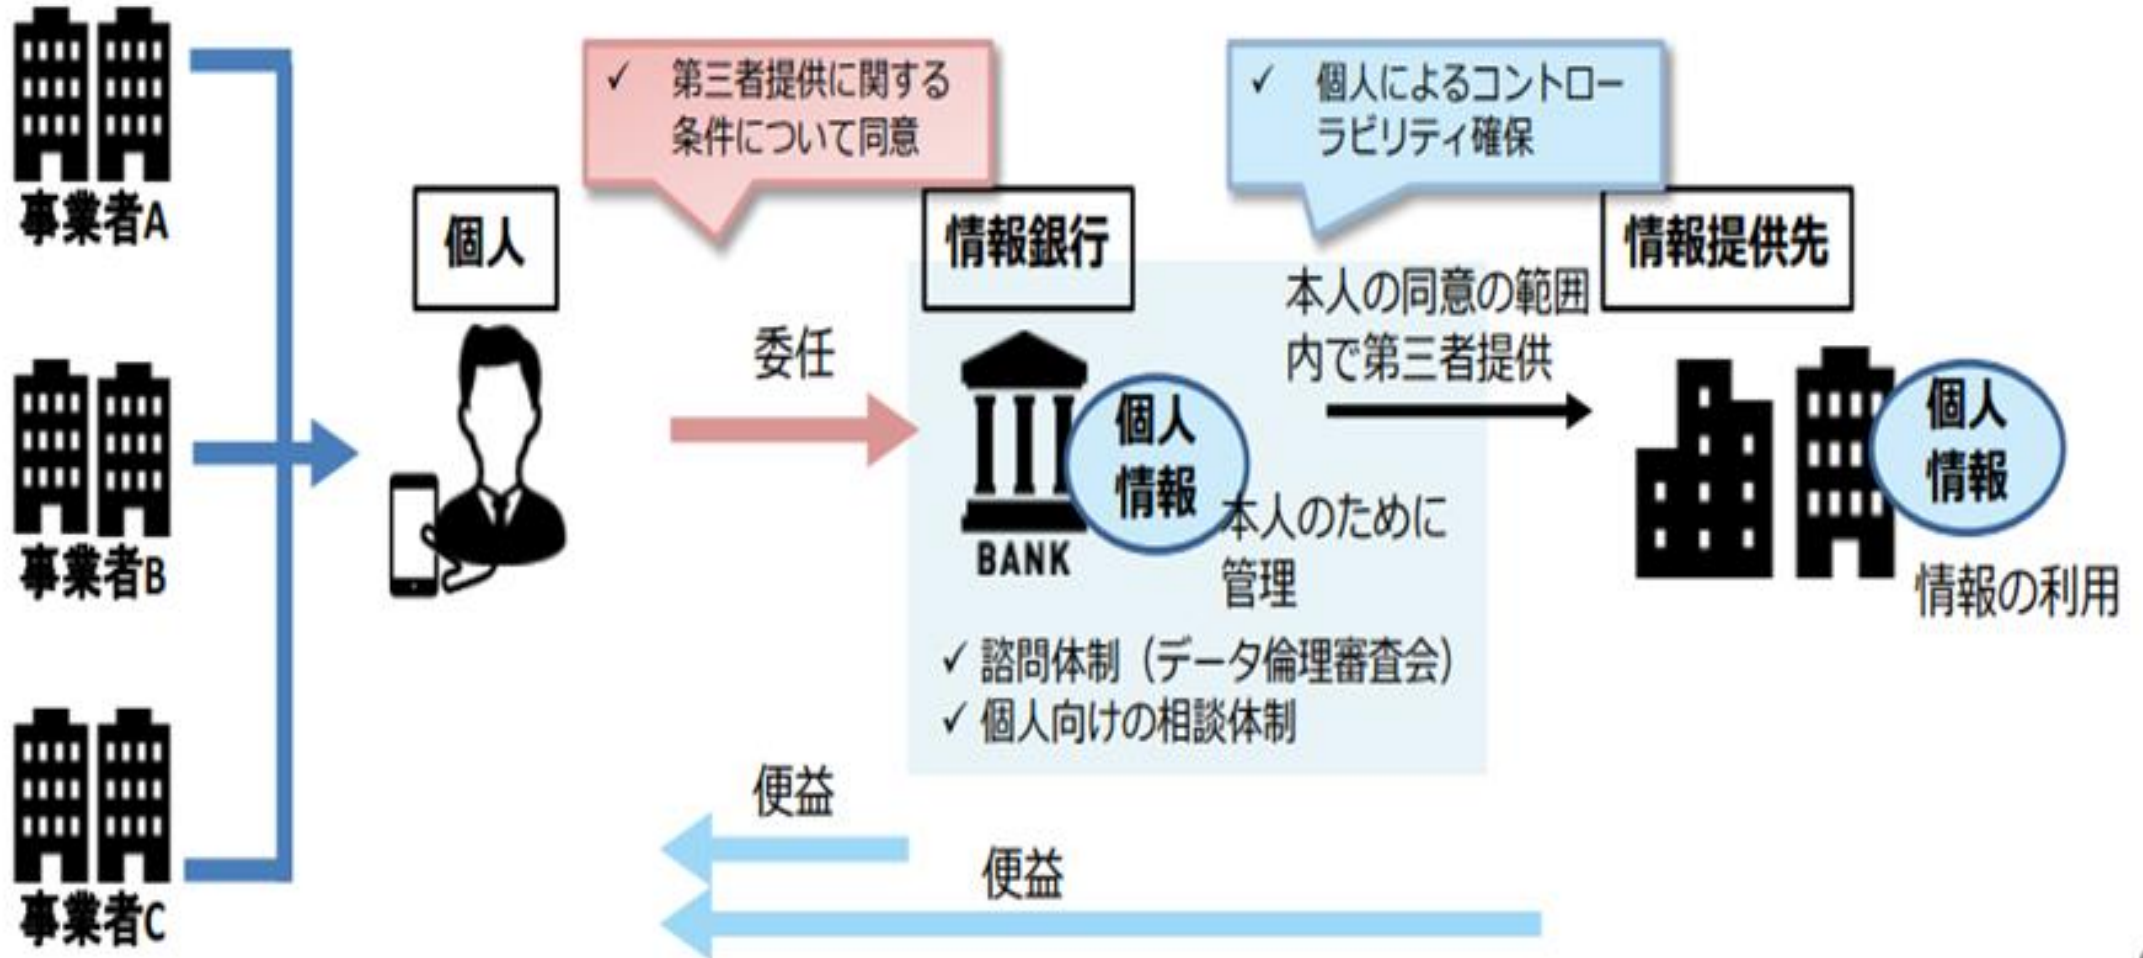 事業者A
事業者B
事業者C
個人
✓ 第三者提供に関する
条件について同意
委任
情報銀行
BANK
個人
情報
本人のために
管理
✓ 諮問体制（データ倫理審査会）
✓ 個人向けの相談体制
✓ 個人によるコントロー
ラビリティ確保
本人の同意の範囲
内で第三者提供
情報提供先
個人
情報
情報の利用
便益
便益